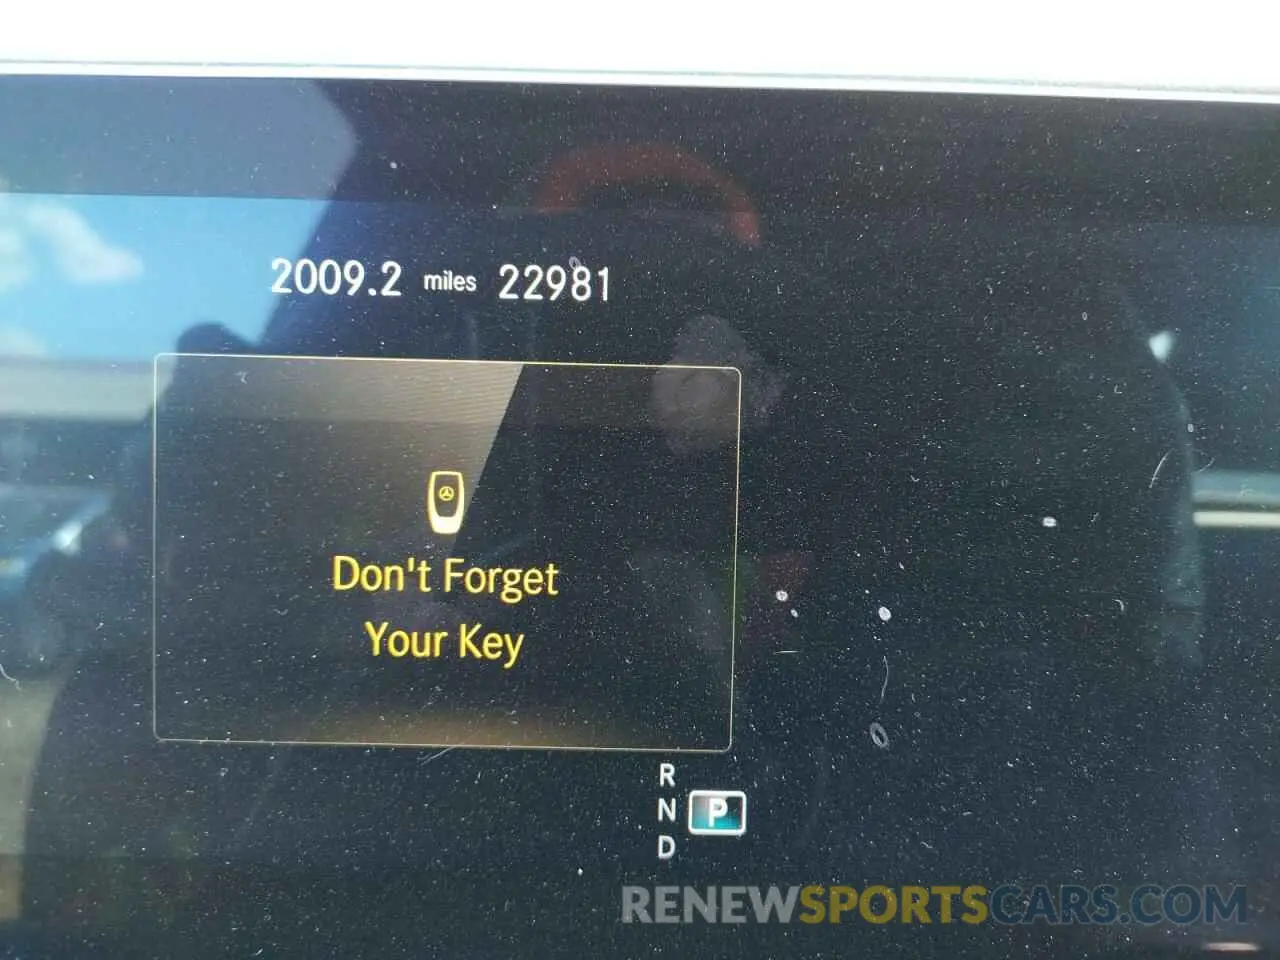 2009.2 miles 22981
Don't Forget
Your Key
R
N P
D
RENEWSPORTSCARS.COM